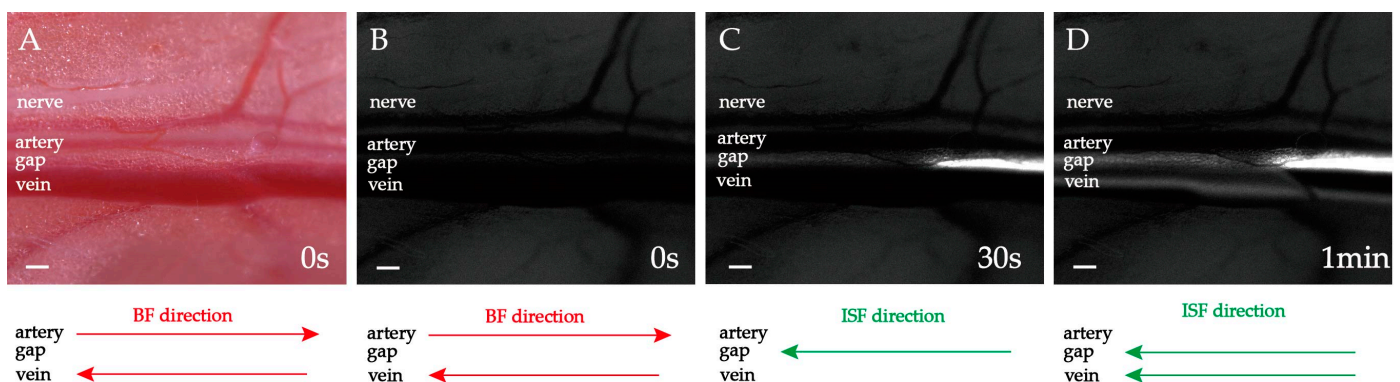 A
nerve
artery
gap
vein
0s
B
nerve
artery
gap
vein
0s
C
nerve
artery
gap
vein
30s
D
nerve
artery
gap
vein
1min
BF direction
artery
gap
vein
BF direction
artery
gap
vein
ISF direction
artery
gap
vein
ISF direction
artery
gap
vein